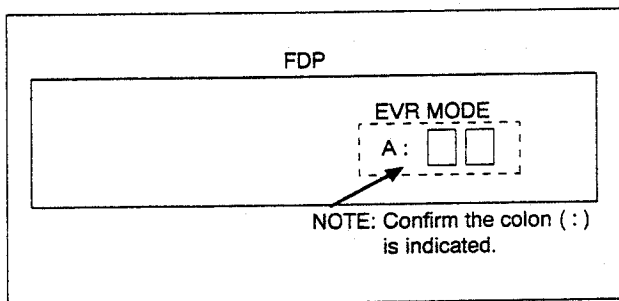 FDP
EVR MODE
A :
NOTE: Confirm the colon ( : )
is indicated.